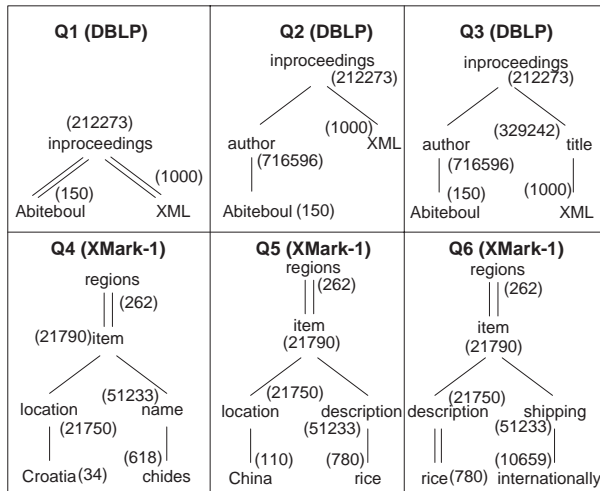 Q1 (DBLP)
(212273)
inproceedings
(150)
(1000)
Abiteboul
XML
Q2 (DBLP)
inproceedings
(212273)
(1000)
author
XML
(716596)
Abiteboul (150)
Q3 (DBLP)
inproceedings
(212273)
(329242)
author
title
(716596)
(150)
(1000)
Abiteboul
XML
Q4 (XMark-1)
regions
(262)
(21790) item
(51233)
location
name
(21750)
(618)
Croatia (34)
chides
Q5 (XMark-1)
regions
(262)
item
(21790)
(21750)
location
description
(51233)
(110)
(780)
China
rice
Q6 (XMark-1)
regions
(262)
item
(21790)
(21750)
description
shipping
(51233)
(10659)
rice (780)
internationally